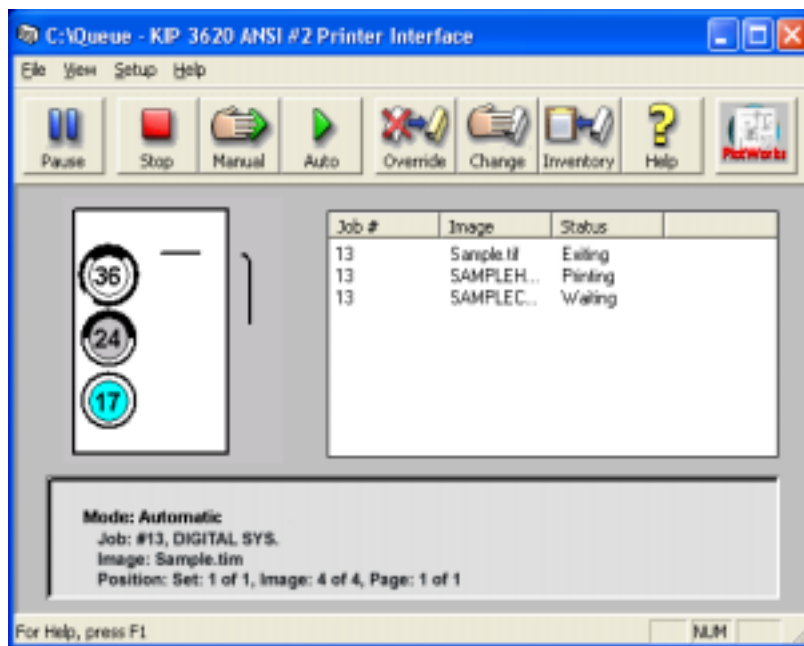 C:\Queue - KIP 3620 ANSI #2 Printer Interface
File View Setup Help
Pause Stop Manual Auto Override Change Inventory Help PlotWorks
36
24
17
Job # Image Status
13 Sample.tif Exiting
13 SAMPLEH... Printing
13 SAMPLEC... Waiting
Mode: Automatic
Job: #13, DIGITAL SYS.
Image: Sample.tim
Position: Set: 1 of 1, Image: 4 of 4, Page: 1 of 1
For Help, press F1 NUM